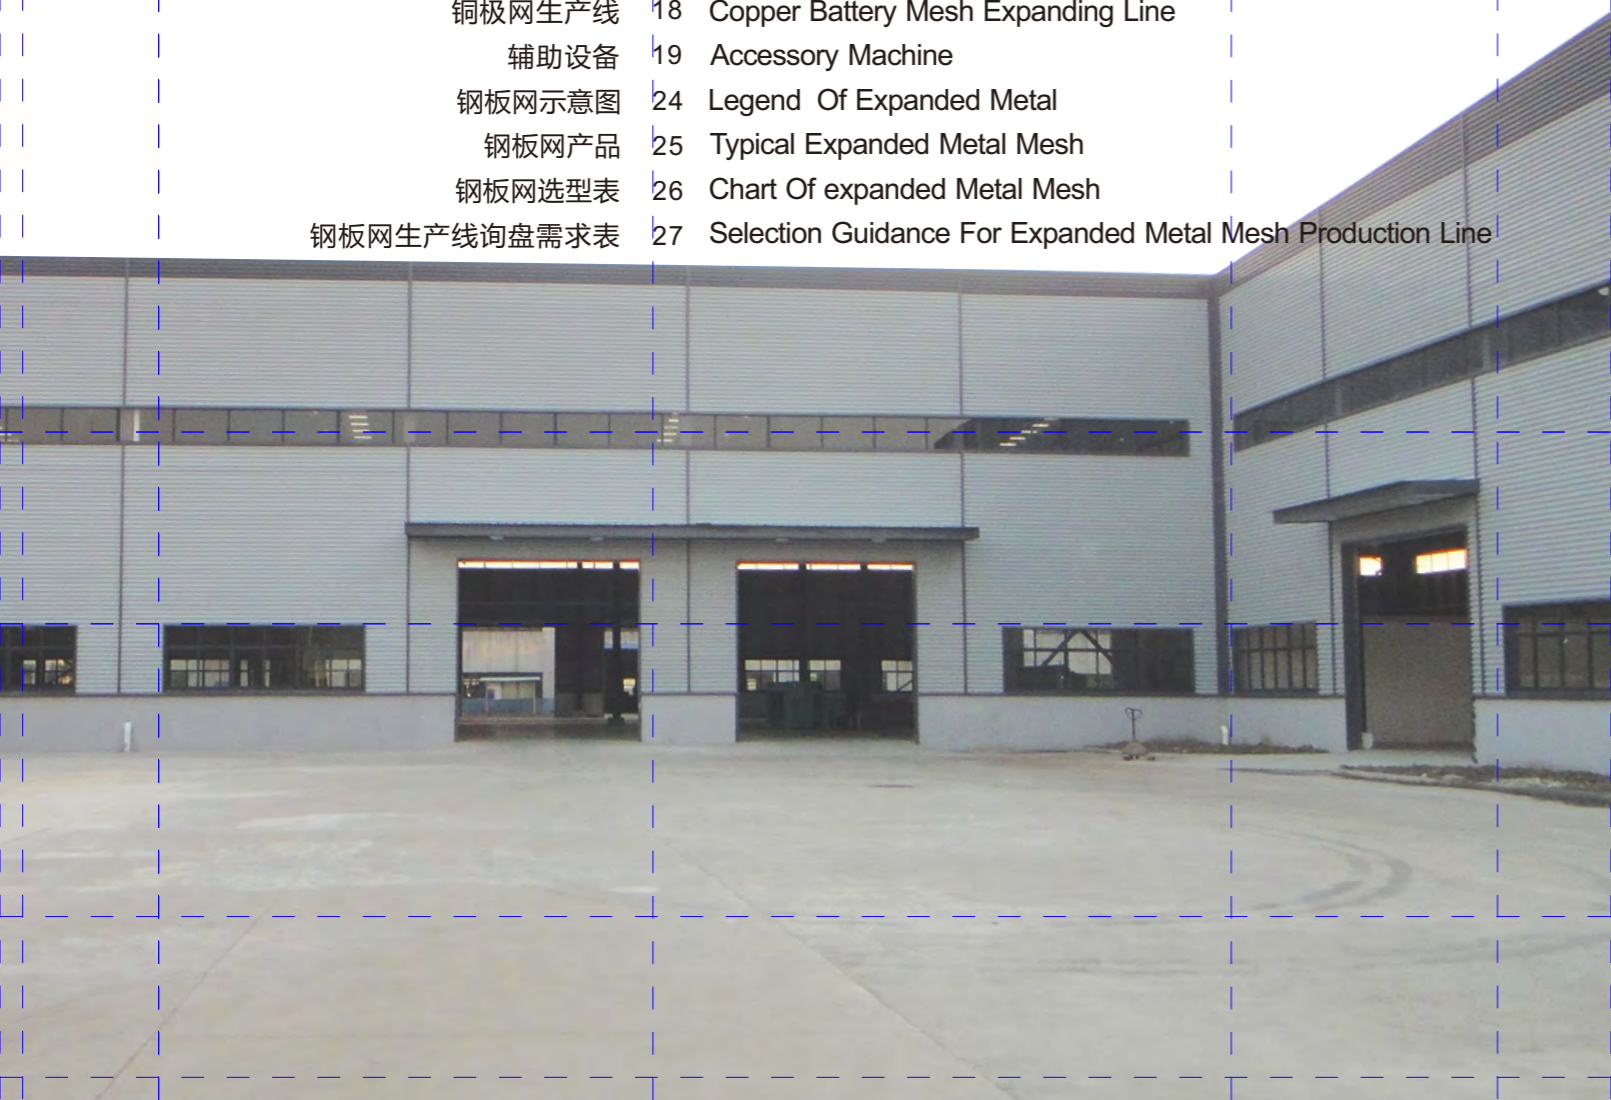 铜极网生产线 18 Copper Battery Mesh Expanding Line
辅助设备 19 Accessory Machine
钢板网示意图 24 Legend Of Expanded Metal
钢板网产品 25 Typical Expanded Metal Mesh
钢板网选型表 26 Chart Of expanded Metal Mesh
钢板网生产线询盘需求表 27 Selection Guidance For Expanded Metal Mesh Production Line